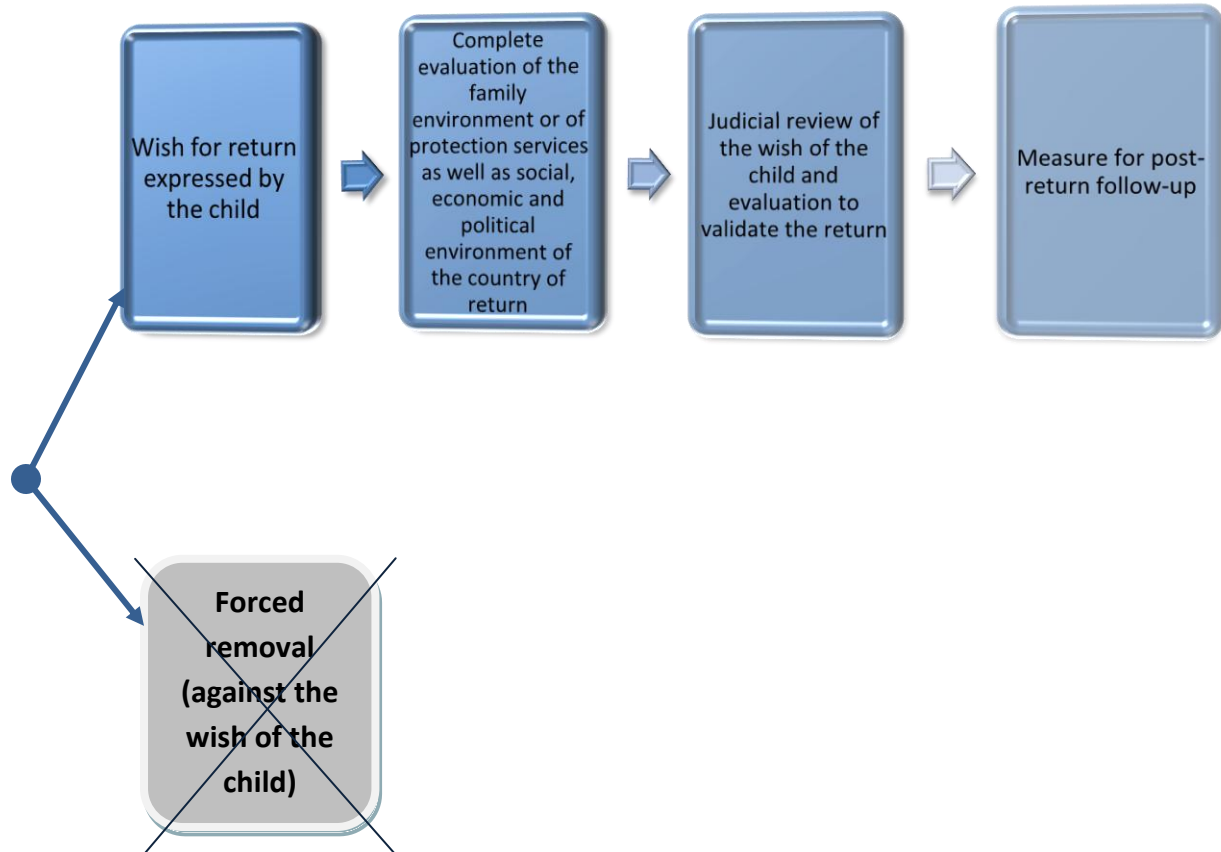 Wish for return
expressed by
the child
Complete
evaluation of the
family
environment or of
protection services
as well as social,
economic and
political
environment of
the country of
return
Judicial review of
the wish of the
child and
evaluation to
validate the return
Measure for post-
return follow-up
Forced
removal
(against the
wish of the
child)